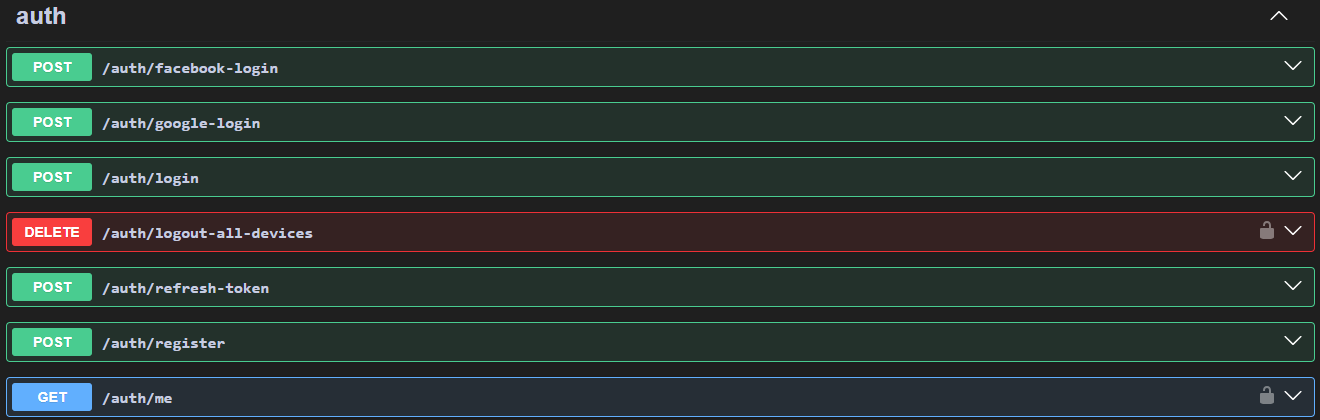 auth
POST /auth/facebook-login
POST /auth/google-login
POST /auth/login
DELETE /auth/logout-all-devices
POST /auth/refresh-token
POST /auth/register
GET /auth/me